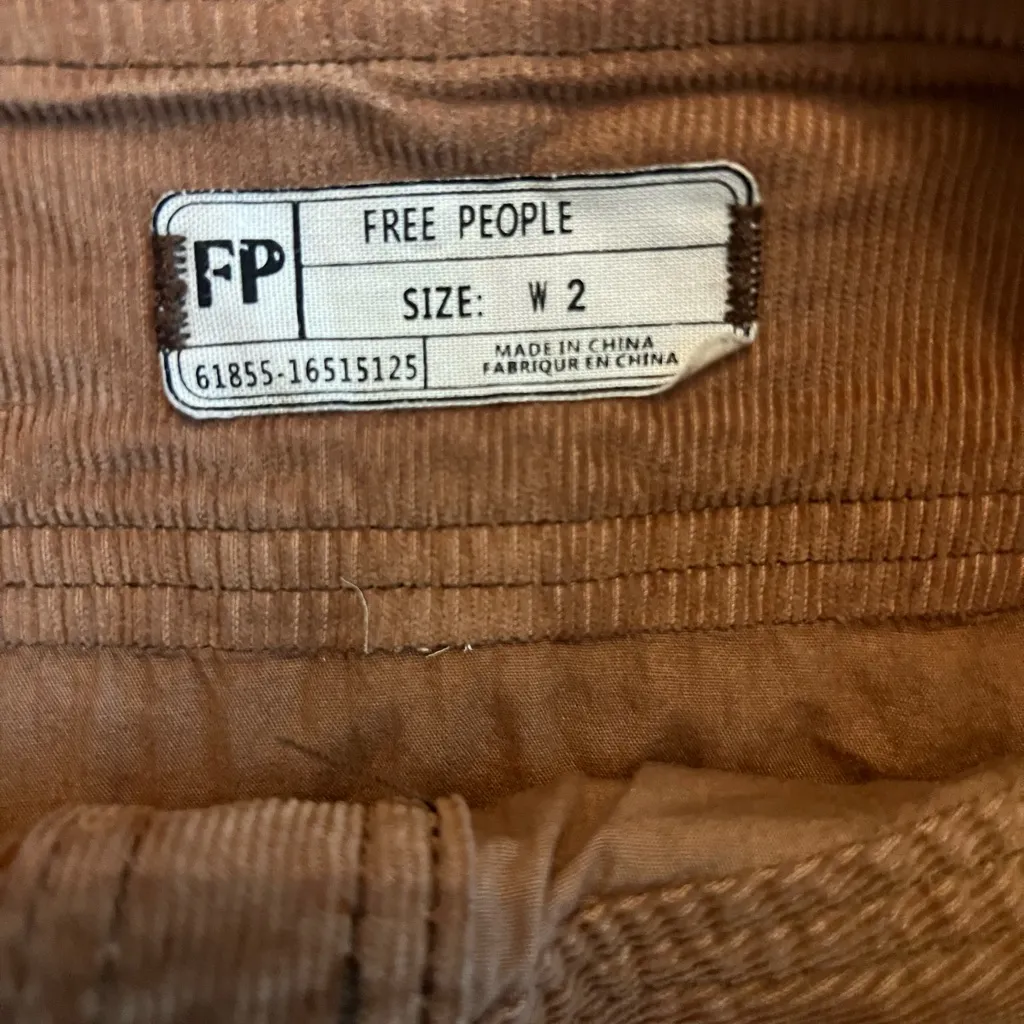 FP
FREE PEOPLE
SIZE: W 2
61855-16515125
MADE IN CHINA
FABRIQUR EN CHINA